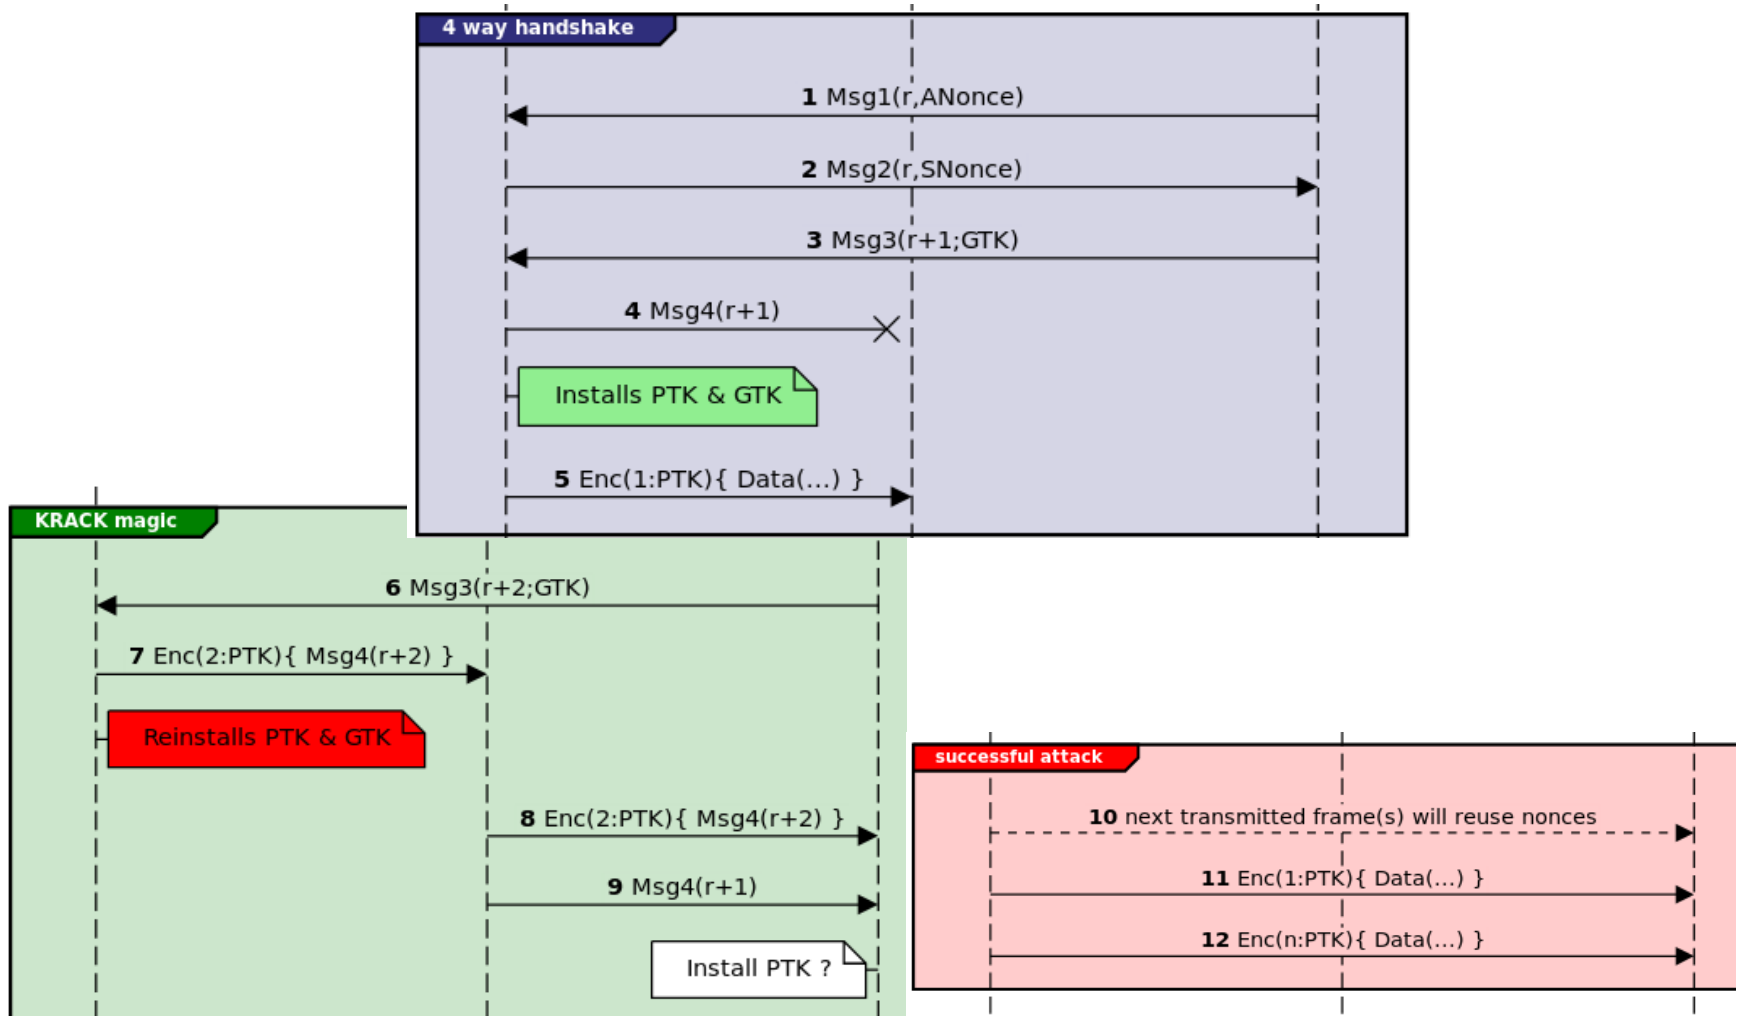 4 way handshake
1 Msg1(r,ANonce)
2 Msg2(r,SNonce)
3 Msg3(r+1;GTK)
4 Msg4(r+1)
Installs PTK & GTK
5 Enc(1:PTK){ Data(...) }
KRACK magic
6 Msg3(r+2;GTK)
7 Enc(2:PTK){ Msg4(r+2) }
Reinstalls PTK & GTK
8 Enc(2:PTK){ Msg4(r+2) }
9 Msg4(r+1)
Install PTK ?
successful attack
10 next transmitted frame(s) will reuse nonces
11 Enc(1:PTK){ Data(...) }
12 Enc(n:PTK){ Data(...) }